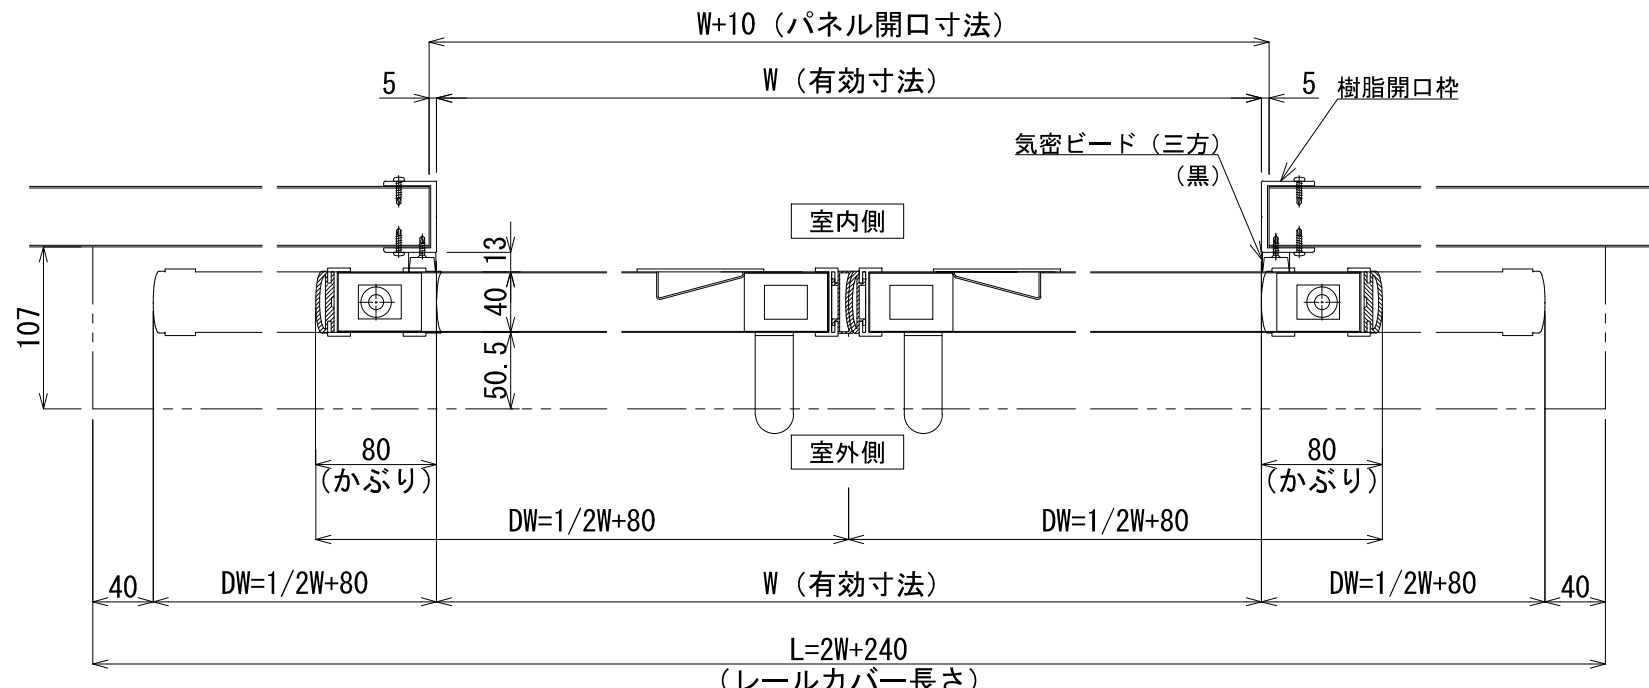 W+10 (パネル開口寸法)
W (有効寸法)
5
5
樹脂開口枠
気密ビード (三方)
(黒)
室内側
13
40
50.5
107
室外側
80
(かぶり)
80
(かぶり)
DW=1/2W+80
DW=1/2W+80
40
DW=1/2W+80
W (有効寸法)
DW=1/2W+80
40
L=2W+240
(レールカバー長さ)